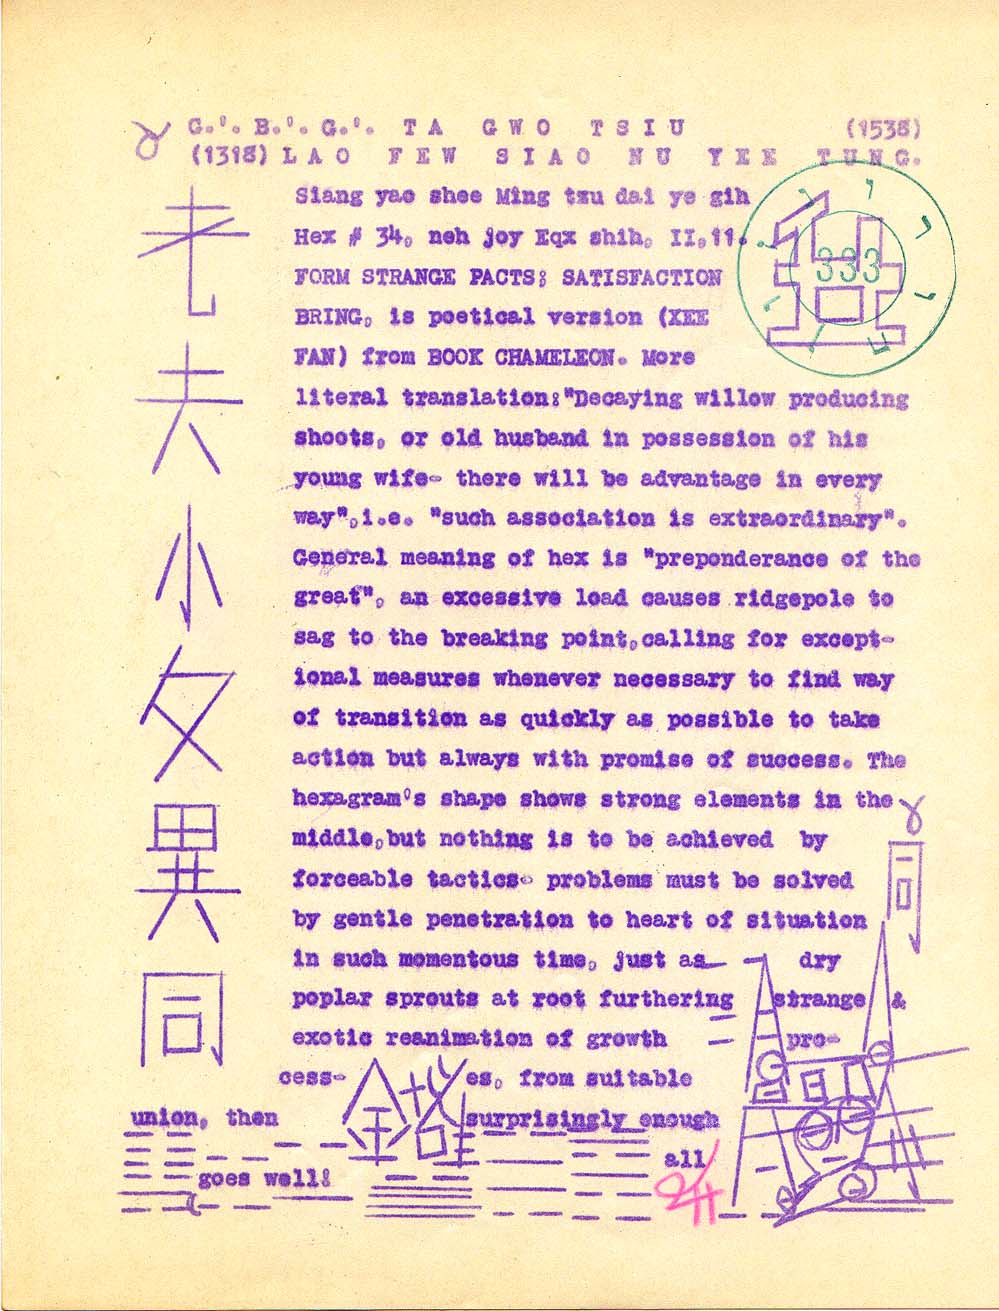 G.'. B.'. G.'. TA GWO TSIU (1538)
(1318) LAO FEW SIAO NU YEE TUNG.
老夫小女異同
Siang yao shee Ming tzu dai ye gih
Hex # 34, neh joy Eqx shih, II,11.
333
FORM STRANGE PACTS; SATISFACTION
BRING, is poetical version (XEE
FAN) from BOOK CHAMELEON. More
literal translation:"Decaying willow producing
shoots, or old husband in possession of his
young wife- there will be advantage in every
way",i.e. "such association is extraordinary".
General meaning of hex is "preponderance of the
great", an excessive load causes ridgepole to
sag to the breaking point,calling for except-
ional measures whenever necessary to find way
of transition as quickly as possible to take
action but always with promise of success. The
hexagram's shape shows strong elements in the
middle,but nothing is to be achieved by
forceable tactics- problems must be solved
by gentle penetration to heart of situation
in such momentous time, just as dry
poplar sprouts at root furthering strange &
exotic reanimation of growth pro-
cess- es, from suitable
union, then surprisingly enough
all
goes well!